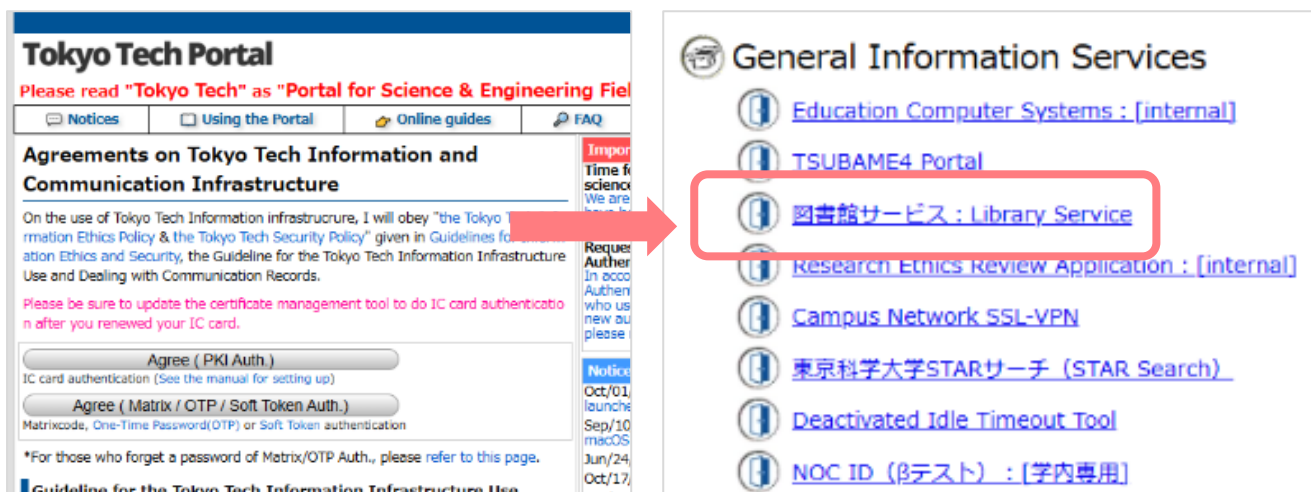 Tokyo Tech Portal
Please read "Tokyo Tech" as "Portal for Science & Engineering
Notices Using the Portal Online guides FAQ
Agreements on Tokyo Tech Information and
Communication Infrastructure
On the use of Tokyo Tech Information infrastrucrure, I will obey "the Tokyo
rmation Ethics Policy & the Tokyo Tech Security Policy" given in Guidelines for
ation Ethics and Security, the Guideline for the Tokyo Tech Information Infrastructure
Use and Dealing with Communication Records.
Please be sure to update the certificate management tool to do IC card authenticatio
n after you renewed your IC card.
Agree ( PKI Auth.)
IC card authentication (See the manual for setting up)
Agree ( Matrix / OTP / Soft Token Auth.)
Matrixcode, One-Time Password(OTP) or Soft Token authentication
*For those who forget a password of Matrix/OTP Auth., please refer to this page.
Guideline for the Tokyo Tech Information Infrastructure Use
Time
science
We are
In
who
please
Notice
Oct/01,
launche
Sep/10
macOS
Jun/24,
Oct/17,
General Information Services
Education Computer Systems : [internal]
TSUBAME4 Portal
図書館サービス : Library Service
Research Ethics Review Application : [internal]
Campus Network SSL-VPN
東京科学大学STARサーチ（STAR Search）
Deactivated Idle Timeout Tool
NOC ID（βテスト）: [学内専用]